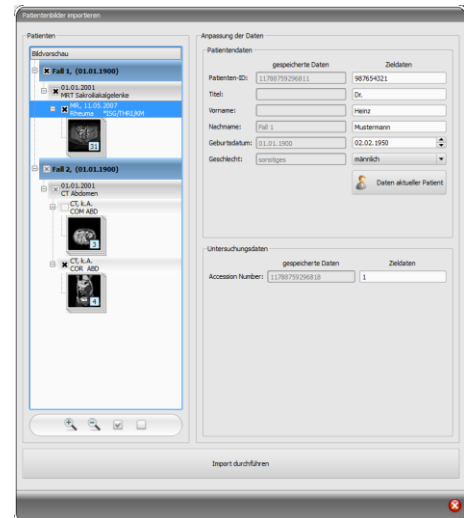 Patientenbilder importieren
Patienten
Bildvorschau
Fall 1, (01.01.1900)
01.01.2001
MRT Sakroiliakalgelenke
MR, 11.05.2007
Rheuma *ISG/THRI/KM
31
Fall 2, (01.01.1900)
01.01.2001
CT Abdomen
CT, k.A.
COM ABD
3
CT, k.A.
COR ABD
4
Anpassung der Daten
Patientendaten
gespeicherte Daten Zieldaten
Patienten-ID: 11788759296811 987654321
Titel: Dr.
Vorname: Heinz
Nachname: Fall 1 Mustermann
Geburtsdatum: 01.01.1900 02.02.1950
Geschlecht: sonstiges männlich
Daten aktueller Patient
Untersuchungsdaten
gespeicherte Daten Zieldaten
Accession Number: 11788759296818 1
Import durchführen